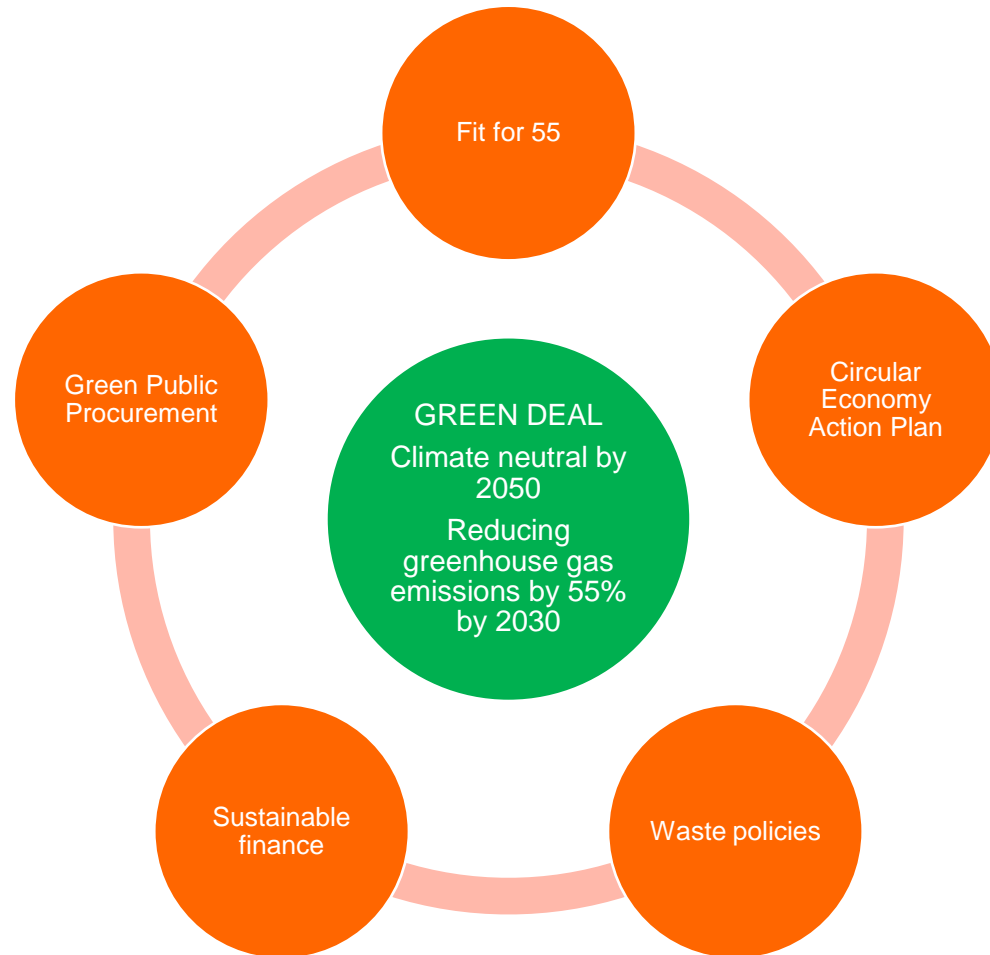 Fit for 55
Circular
Economy
Action Plan
Green Public
Procurement
GREEN DEAL
Climate neutral by
2050
Reducing
greenhouse gas
emissions by 55%
by 2030
Sustainable
finance
Waste policies